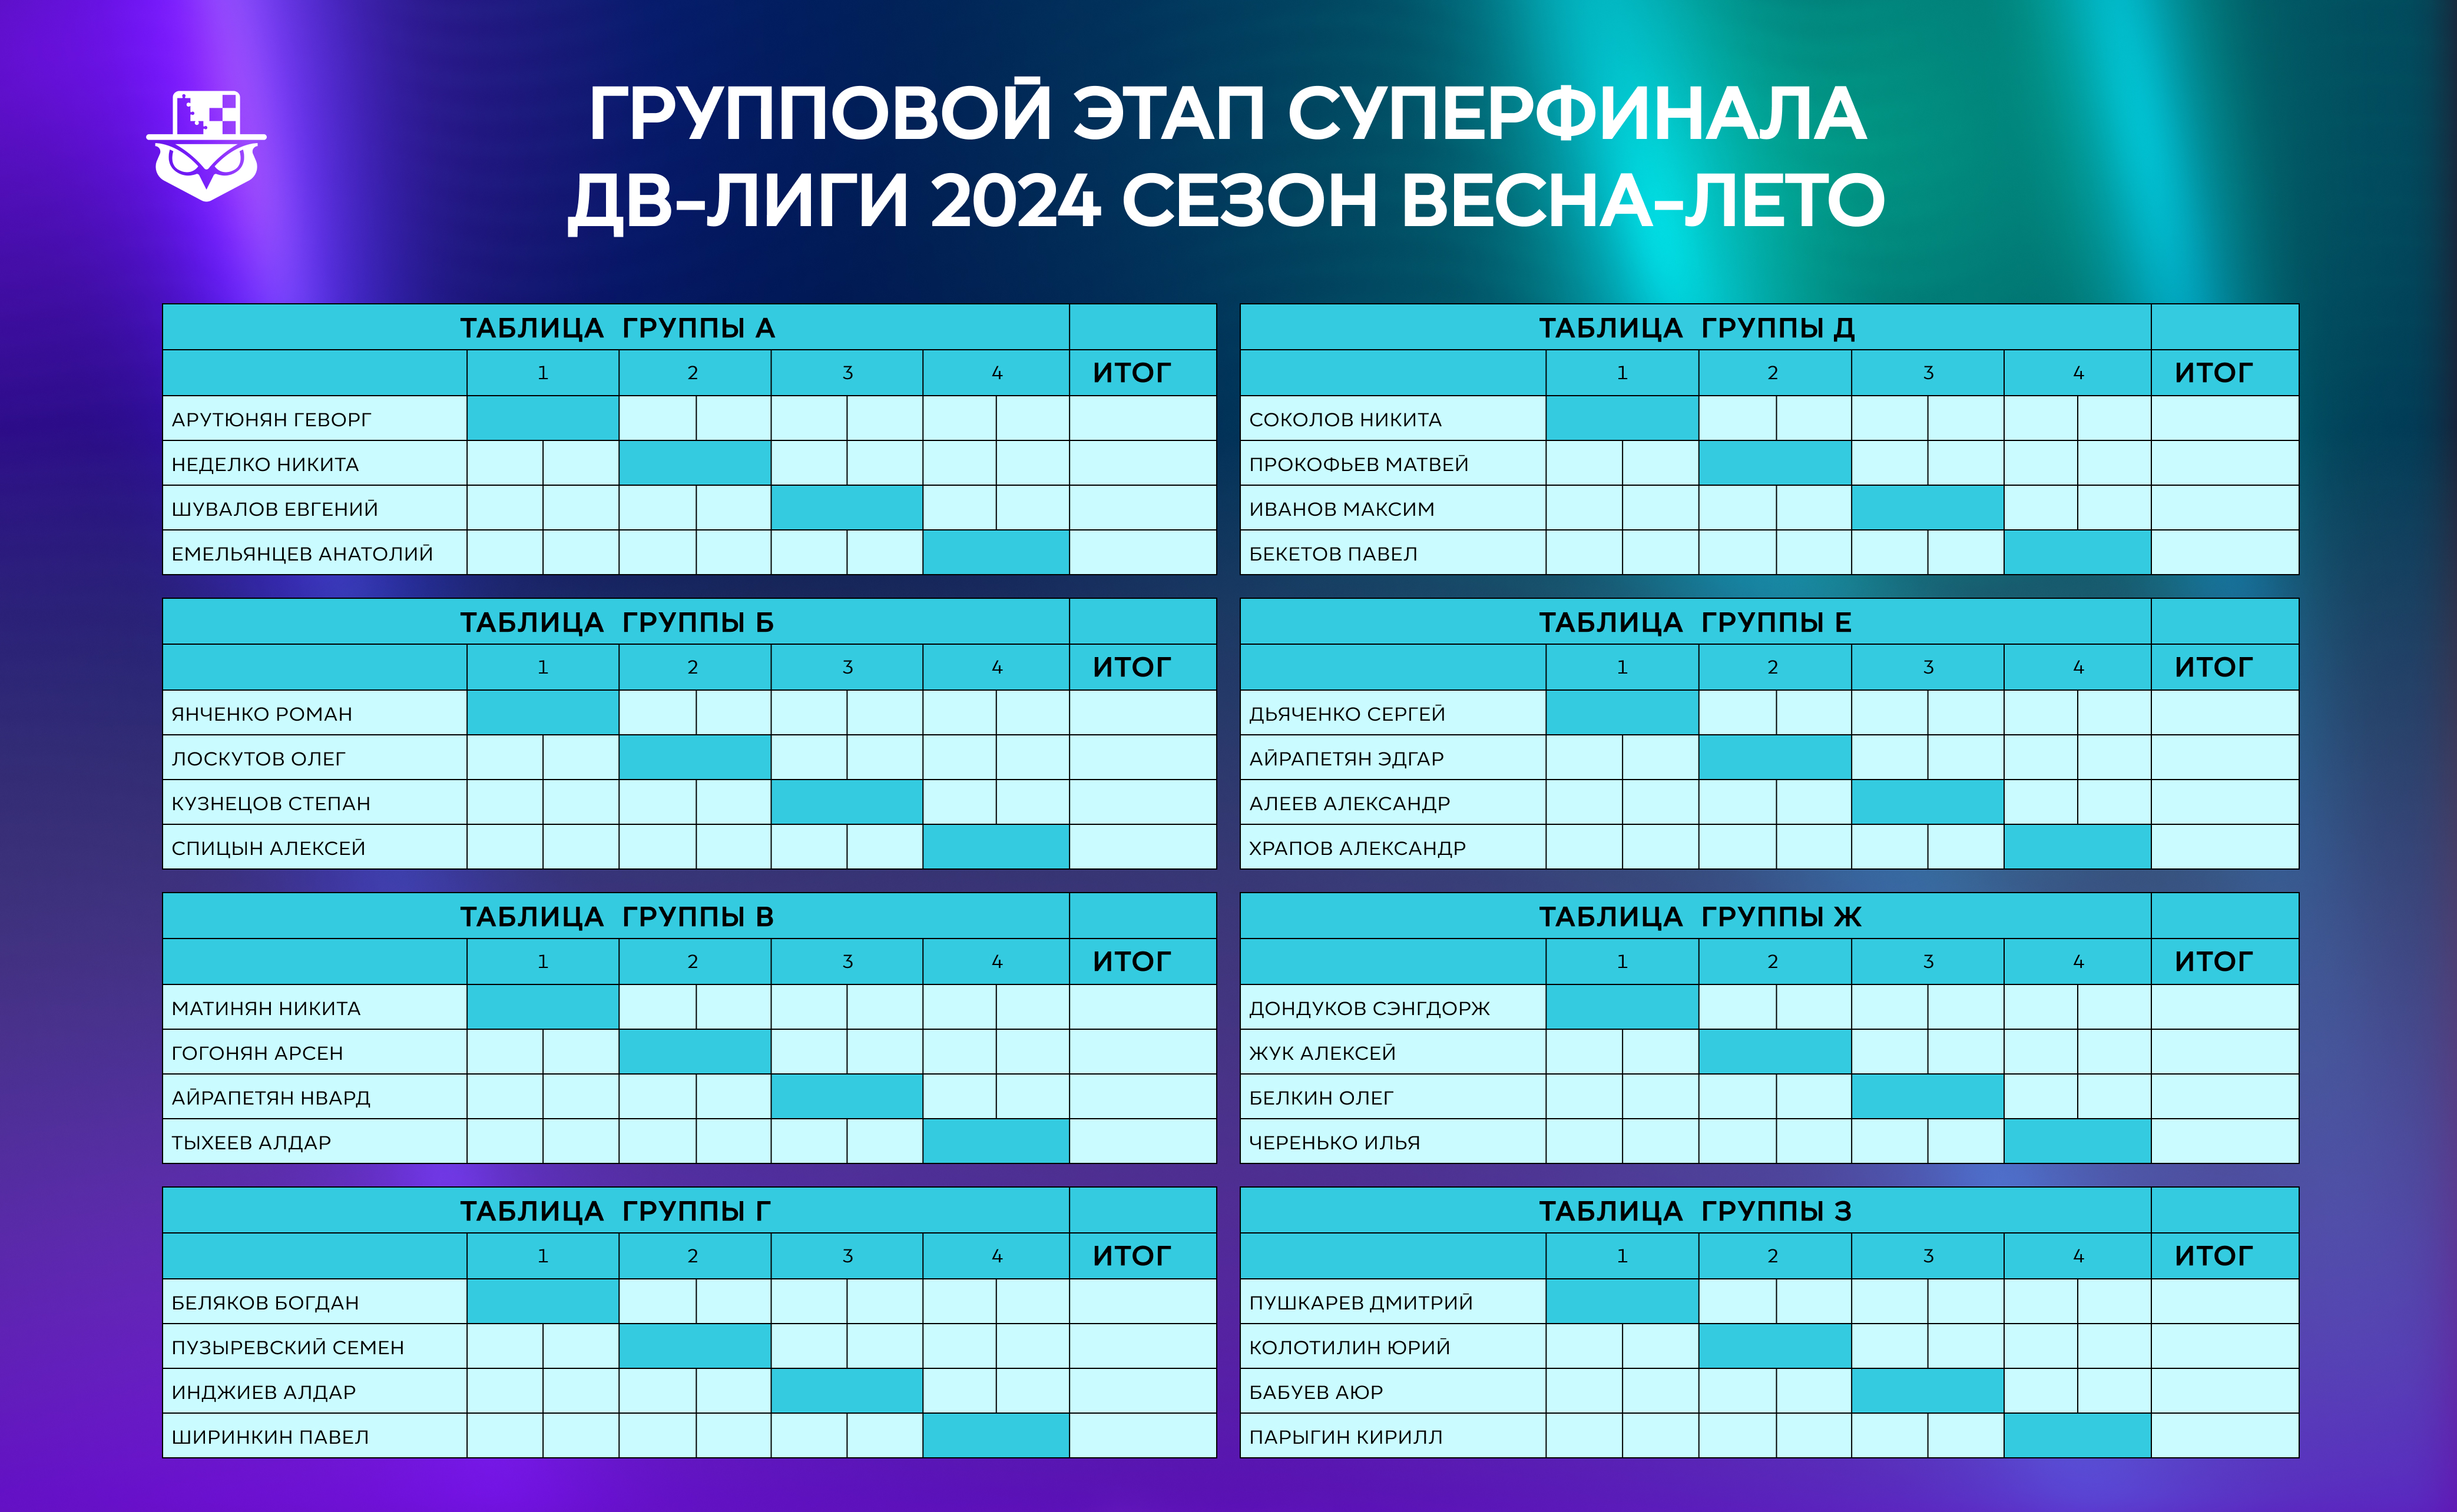 ГРУППОВОЙ ЭТАП СУПЕРФИНАЛА
ДВ-ЛИГИ 2024 СЕЗОН ВЕСНА-ЛЕТО
ТАБЛИЦА ГРУППЫ А
1 2 3 4 ИТОГ
АРУТЮНЯН ГЕВОРГ
НЕДЕЛКО НИКИТА
ШУВАЛОВ ЕВГЕНИЙ
ЕМЕЛЬЯНЦЕВ АНАТОЛИЙ
ТАБЛИЦА ГРУППЫ Б
1 2 3 4 ИТОГ
ЯНЧЕНКО РОМАН
ЛОСКУТОВ ОЛЕГ
КУЗНЕЦОВ СТЕПАН
СПИЦЫН АЛЕКСЕЙ
ТАБЛИЦА ГРУППЫ В
1 2 3 4 ИТОГ
МАТИНЯН НИКИТА
ГОГОНЯН АРСЕН
АЙРАПЕТЯН НВАРД
ТЫХЕЕВ АЛДАР
ТАБЛИЦА ГРУППЫ Г
1 2 3 4 ИТОГ
БЕЛЯКОВ БОГДАН
ПУЗЫРЕВСКИЙ СЕМЕН
ИНДЖИЕВ АЛДАР
ШИРИНКИН ПАВЕЛ
ТАБЛИЦА ГРУППЫ Д
1 2 3 4 ИТОГ
СОКОЛОВ НИКИТА
ПРОКОФЬЕВ МАТВЕЙ
ИВАНОВ МАКСИМ
БЕКЕТОВ ПАВЕЛ
ТАБЛИЦА ГРУППЫ Е
1 2 3 4 ИТОГ
ДЬЯЧЕНКО СЕРГЕЙ
АЙРАПЕТЯН ЭДГАР
АЛЕЕВ АЛЕКСАНДР
ХРАПОВ АЛЕКСАНДР
ТАБЛИЦА ГРУППЫ Ж
1 2 3 4 ИТОГ
ДОНДУКОВ СЭНГДОРЖ
ЖУК АЛЕКСЕЙ
БЕЛКИН ОЛЕГ
ЧЕРЕНЬКО ИЛЬЯ
ТАБЛИЦА ГРУППЫ З
1 2 3 4 ИТОГ
ПУШКАРЕВ ДМИТРИЙ
КОЛОТИЛИН ЮРИЙ
БАБУЕВ АЮР
ПАРЫГИН КИРИЛЛ